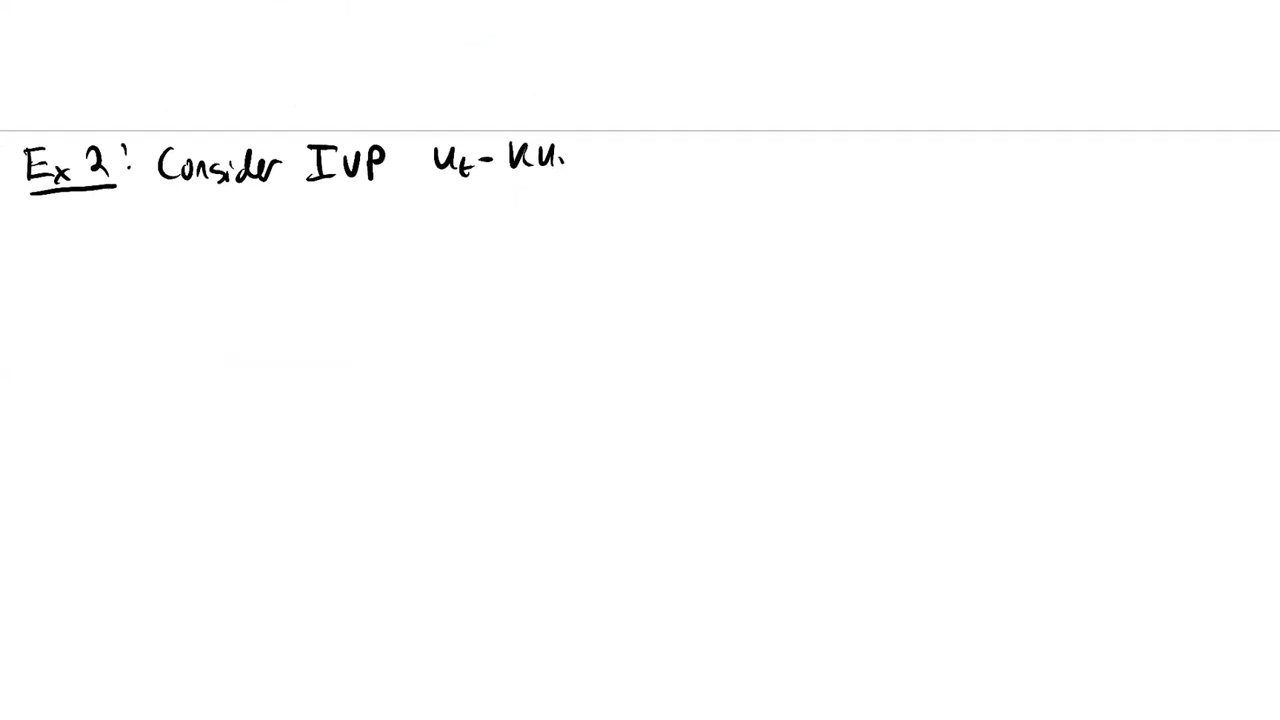 Ex 2: Consider IVP u_t - ku